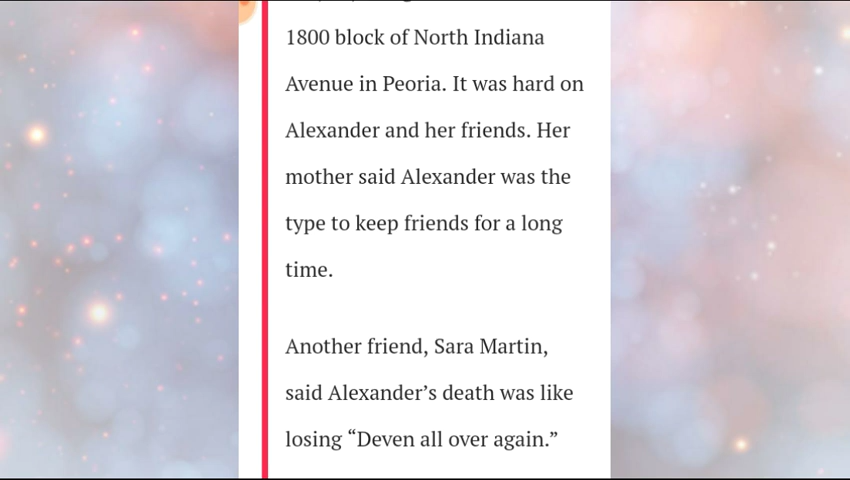 1800 block of North Indiana
Avenue in Peoria. It was hard on
Alexander and her friends. Her
mother said Alexander was the
type to keep friends for a long
time.
Another friend, Sara Martin,
said Alexander’s death was like
losing “Deven all over again.”